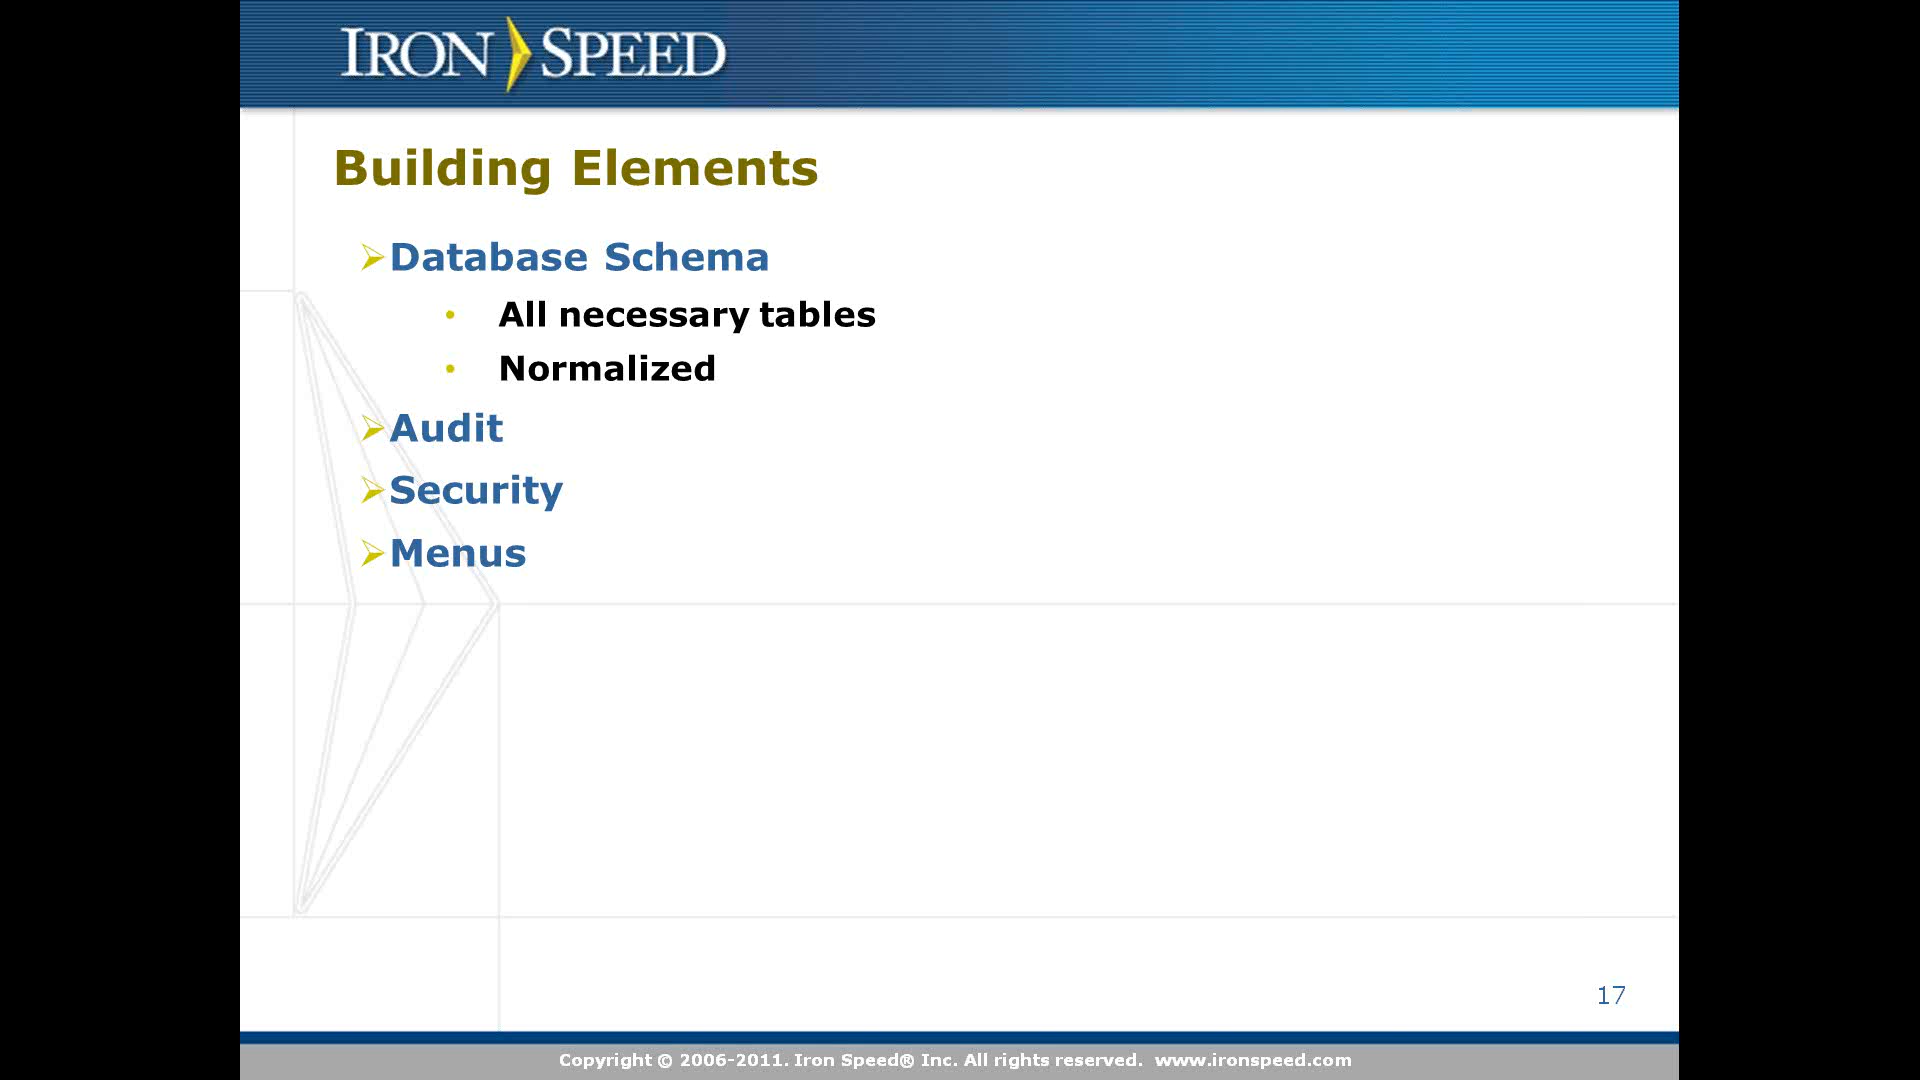 IRON SPEED
Building Elements
Database Schema
• All necessary tables
• Normalized
Audit
Security
Menus
17
Copyright © 2006-2011. Iron Speed® Inc. All rights reserved. www.ironspeed.com